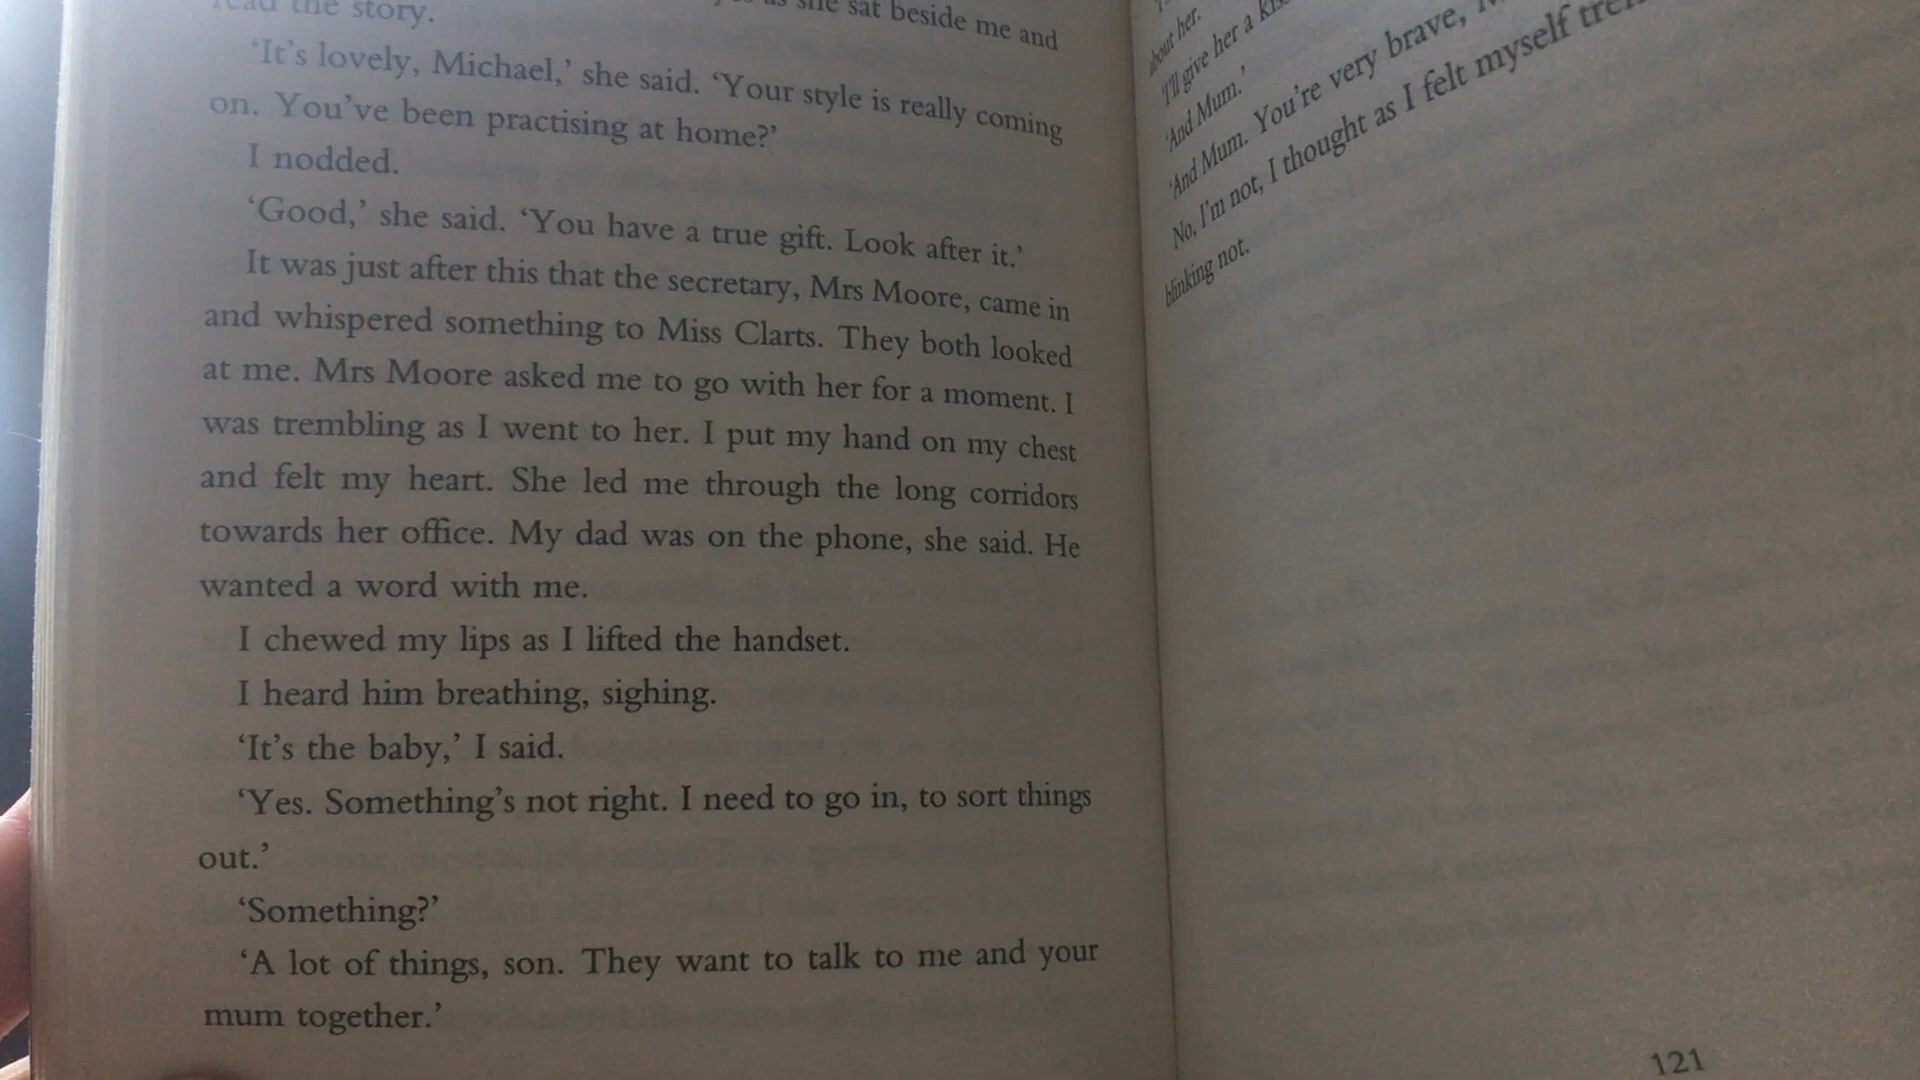 read the story.
she sat beside me and
‘It’s lovely, Michael,’ she said. ‘Your style is really coming
on. You’ve been practising at home?’
I nodded.
‘Good,’ she said. ‘You have a true gift. Look after it.’
It was just after this that the secretary, Mrs Moore, came in
and whispered something to Miss Clarts. They both looked
at me. Mrs Moore asked me to go with her for a moment. I
was trembling as I went to her. I put my hand on my chest
and felt my heart. She led me through the long corridors
towards her office. My dad was on the phone, she said. He
wanted a word with me.
I chewed my lips as I lifted the handset.
I heard him breathing, sighing.
‘It’s the baby,’ I said.
‘Yes. Something’s not right. I need to go in, to sort things
out.’
‘Something?’
‘A lot of things, son. They want to talk to me and your
mum together.’
about her.
‘I’ll give her a
‘And Mum.’
‘And Mum. You’re very brave,
No, I’m not, I thought as I felt myself
blinking not.
121